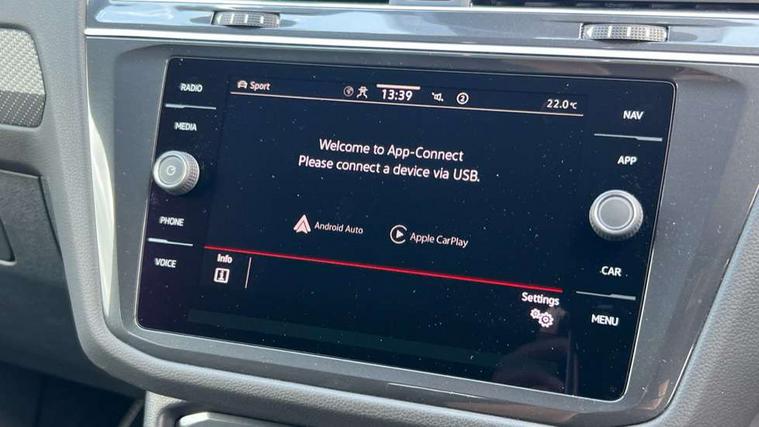 RADIO
MEDIA
PHONE
VOICE
Sport
13:39
2
22.0°C
Welcome to App-Connect
Please connect a device via USB.
Android Auto
Apple CarPlay
Info
Settings
NAV
APP
CAR
MENU